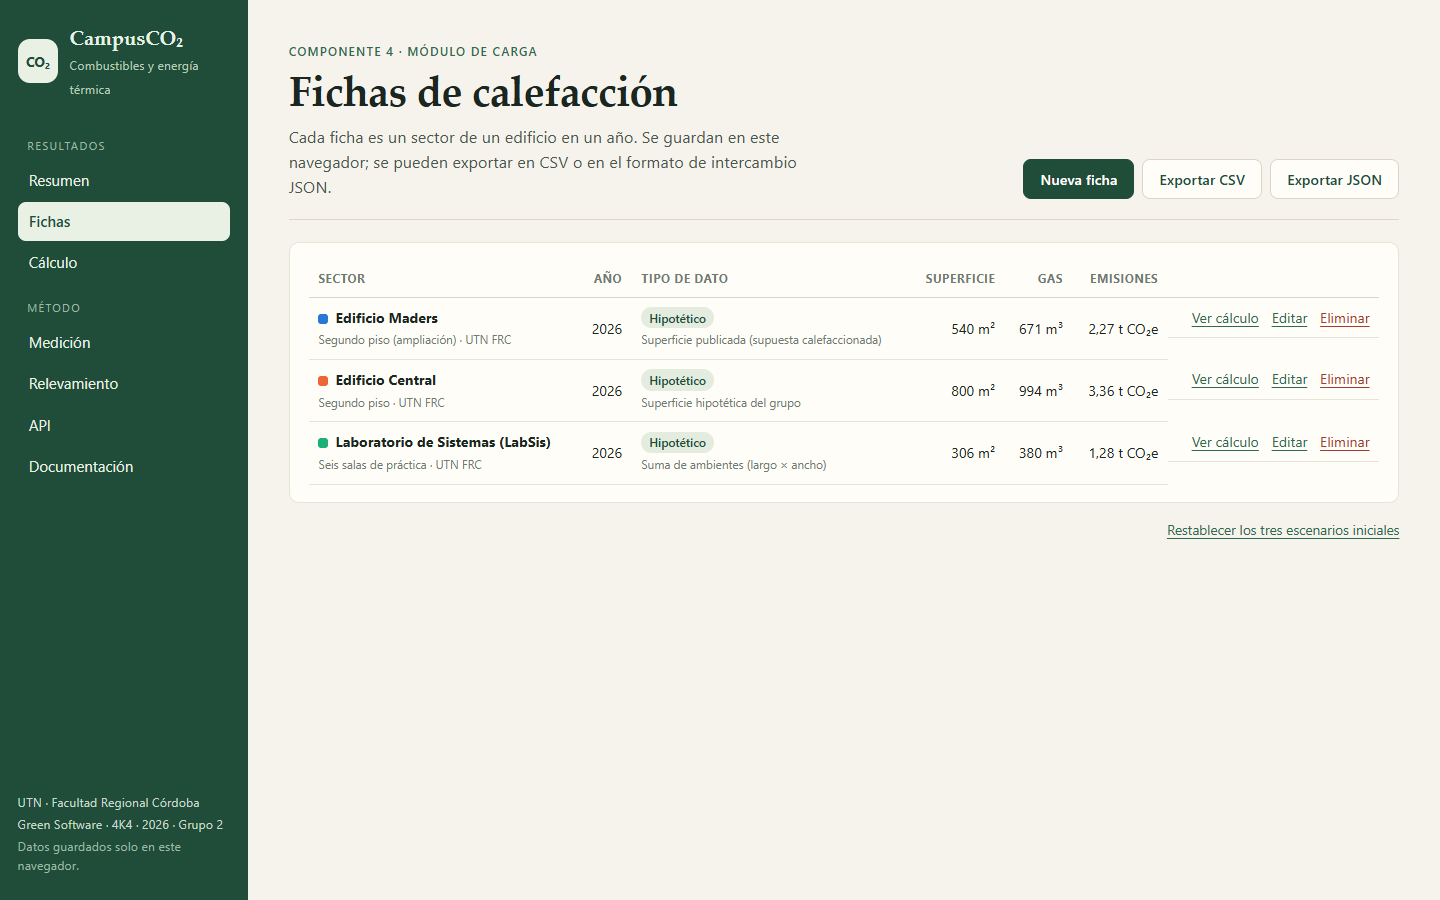 CO₂
CampusCO₂
Combustibles y energía
térmica
RESULTADOS
Resumen
Fichas
Cálculo
MÉTODO
Medición
Relevamiento
API
Documentación
UTN · Facultad Regional Córdoba
Green Software · 4K4 · 2026 · Grupo 2
Datos guardados solo en este
navegador.
COMPONENTE 4 · MÓDULO DE CARGA
Fichas de calefacción
Cada ficha es un sector de un edificio en un año. Se guardan en este
navegador; se pueden exportar en CSV o en el formato de intercambio
JSON.
Nueva ficha Exportar CSV Exportar JSON
SECTOR AÑO TIPO DE DATO SUPERFICIE GAS EMISIONES
Edificio Maders 2026 Hipotético 540 m² 671 m³ 2,27 t CO₂e Ver cálculo Editar Eliminar
Segundo piso (ampliación) · UTN FRC Superficie publicada (supuesta calefaccionada)
Edificio Central 2026 Hipotético 800 m² 994 m³ 3,36 t CO₂e Ver cálculo Editar Eliminar
Segundo piso · UTN FRC Superficie hipotética del grupo
Laboratorio de Sistemas (LabSis) 2026 Hipotético 306 m² 380 m³ 1,28 t CO₂e Ver cálculo Editar Eliminar
Seis salas de práctica · UTN FRC Suma de ambientes (largo × ancho)
Restablecer los tres escenarios iniciales